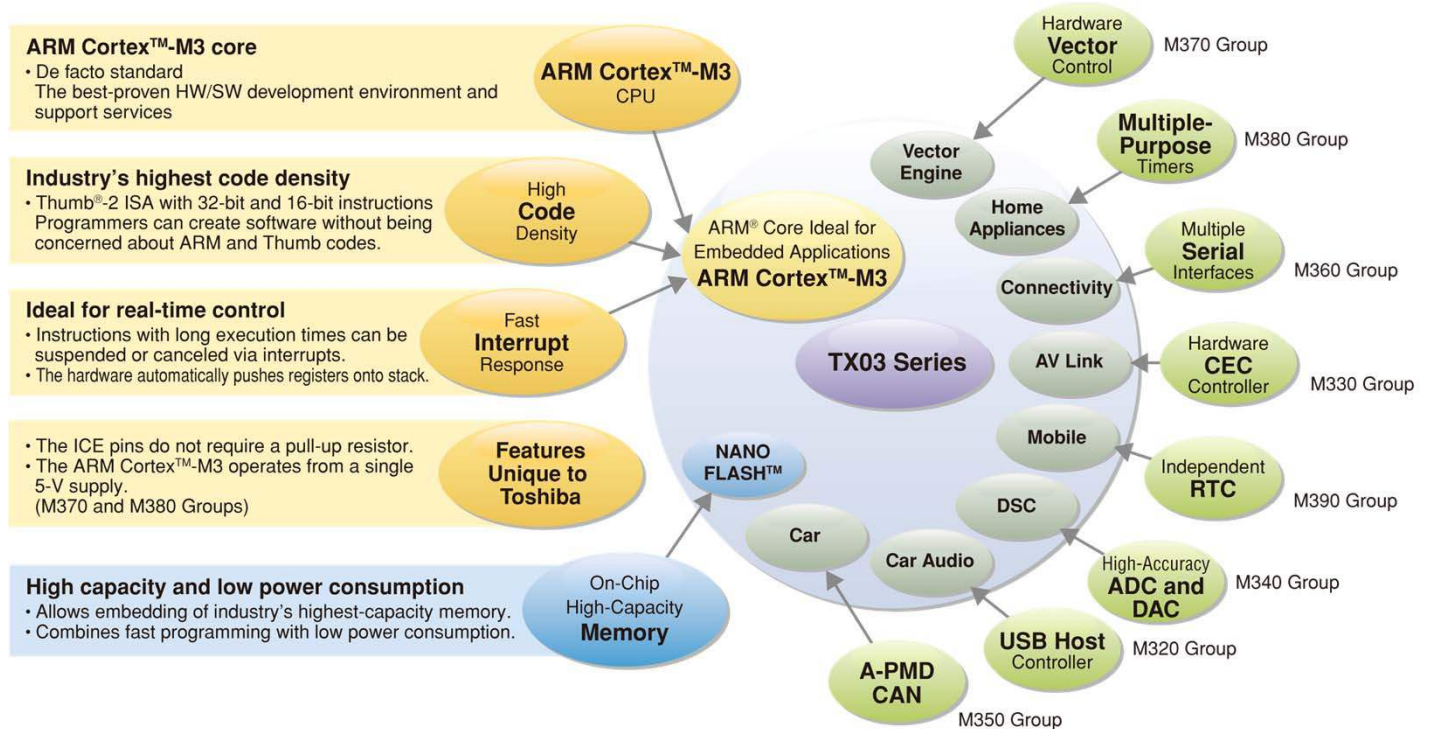 ARM Cortex™-M3 core
• De facto standard
The best-proven HW/SW development environment and
support services
ARM Cortex™-M3
CPU
Industry's highest code density
• Thumb®-2 ISA with 32-bit and 16-bit instructions
Programmers can create software without being
concerned about ARM and Thumb codes.
High
Code
Density
Ideal for real-time control
• Instructions with long execution times can be
suspended or canceled via interrupts.
• The hardware automatically pushes registers onto stack.
Fast
Interrupt
Response
• The ICE pins do not require a pull-up resistor.
• The ARM Cortex™-M3 operates from a single
5-V supply.
(M370 and M380 Groups)
Features
Unique to
Toshiba
High capacity and low power consumption
• Allows embedding of industry's highest-capacity memory.
• Combines fast programming with low power consumption.
On-Chip
High-Capacity
Memory
ARM® Core Ideal for
Embedded Applications
ARM Cortex™-M3
TX03 Series
NANO
FLASH™
Vector
Engine
Home
Appliances
Connectivity
AV Link
Mobile
DSC
Car Audio
Car
Hardware
Vector
Control
M370 Group
Multiple-
Purpose
Timers
M380 Group
Multiple
Serial
Interfaces
M360 Group
Hardware
CEC
Controller
M330 Group
Independent
RTC
M390 Group
High-Accuracy
ADC and
DAC
M340 Group
USB Host
Controller
M320 Group
A-PMD
CAN
M350 Group